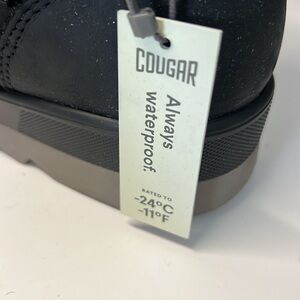 COUGAR
Always
waterproof.
RATED TO
-24°C
-11°F